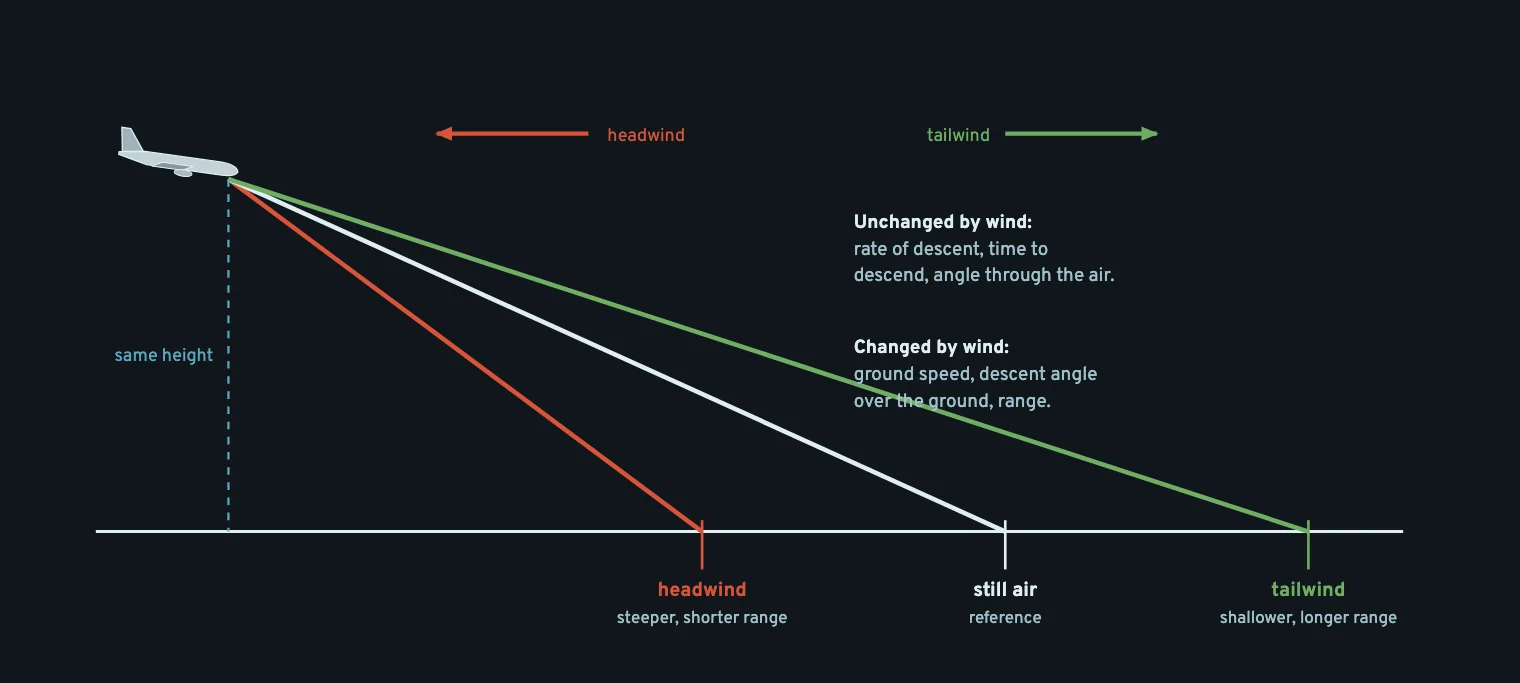 headwind
tailwind
Unchanged by wind:
rate of descent, time to
descend, angle through the air.
same height
Changed by wind:
ground speed, descent angle
over the ground, range.
headwind
steeper, shorter range
still air
reference
tailwind
shallower, longer range